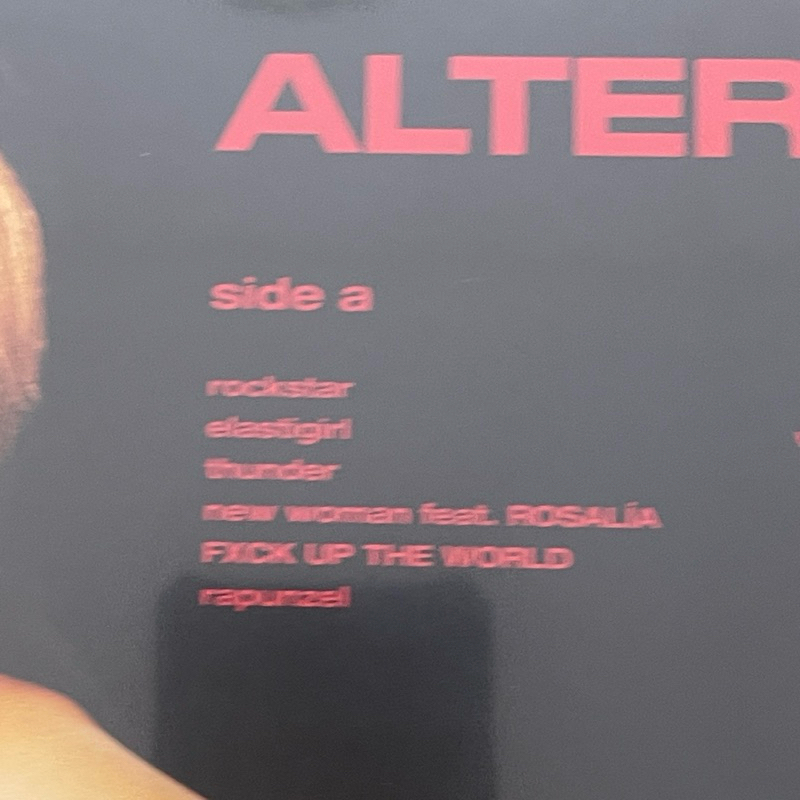 ALTER
side a
rockstar
elastigirl
thunder
new woman feat. ROSALÍA
FXCK UP THE WORLD
rapunzel